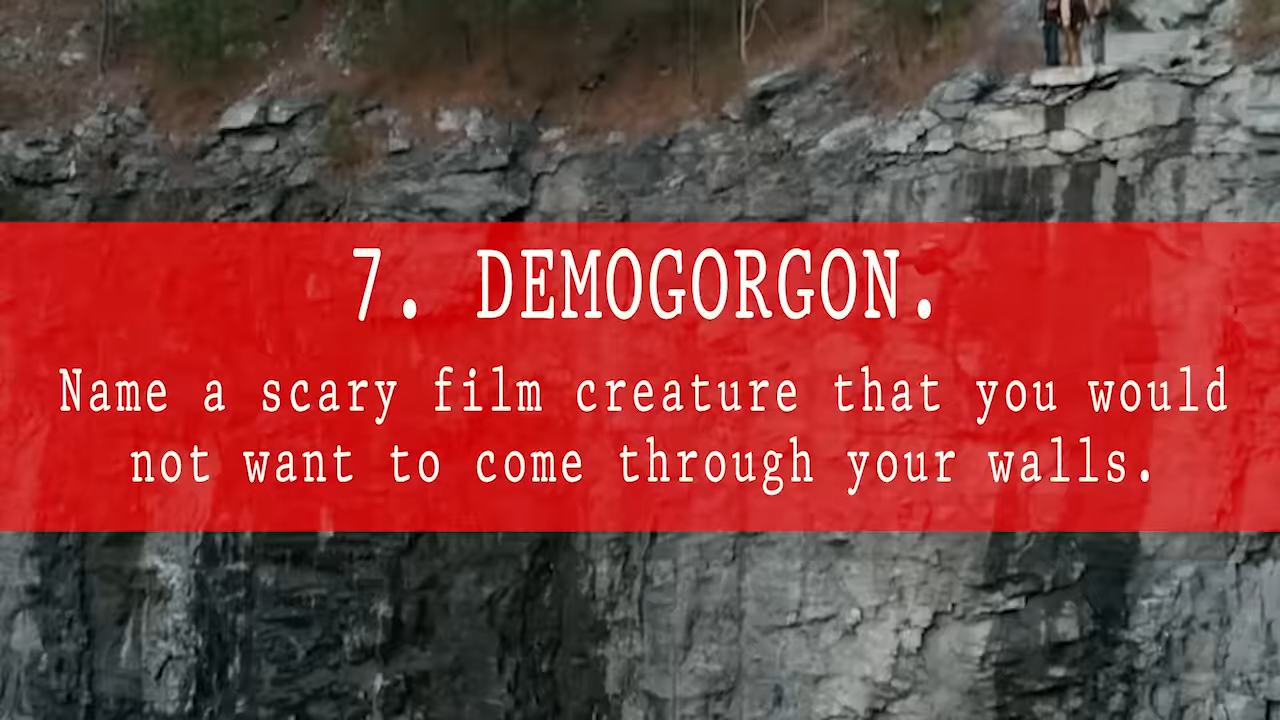 7. DEMOGORGON.
Name a scary film creature that you would
not want to come through your walls.